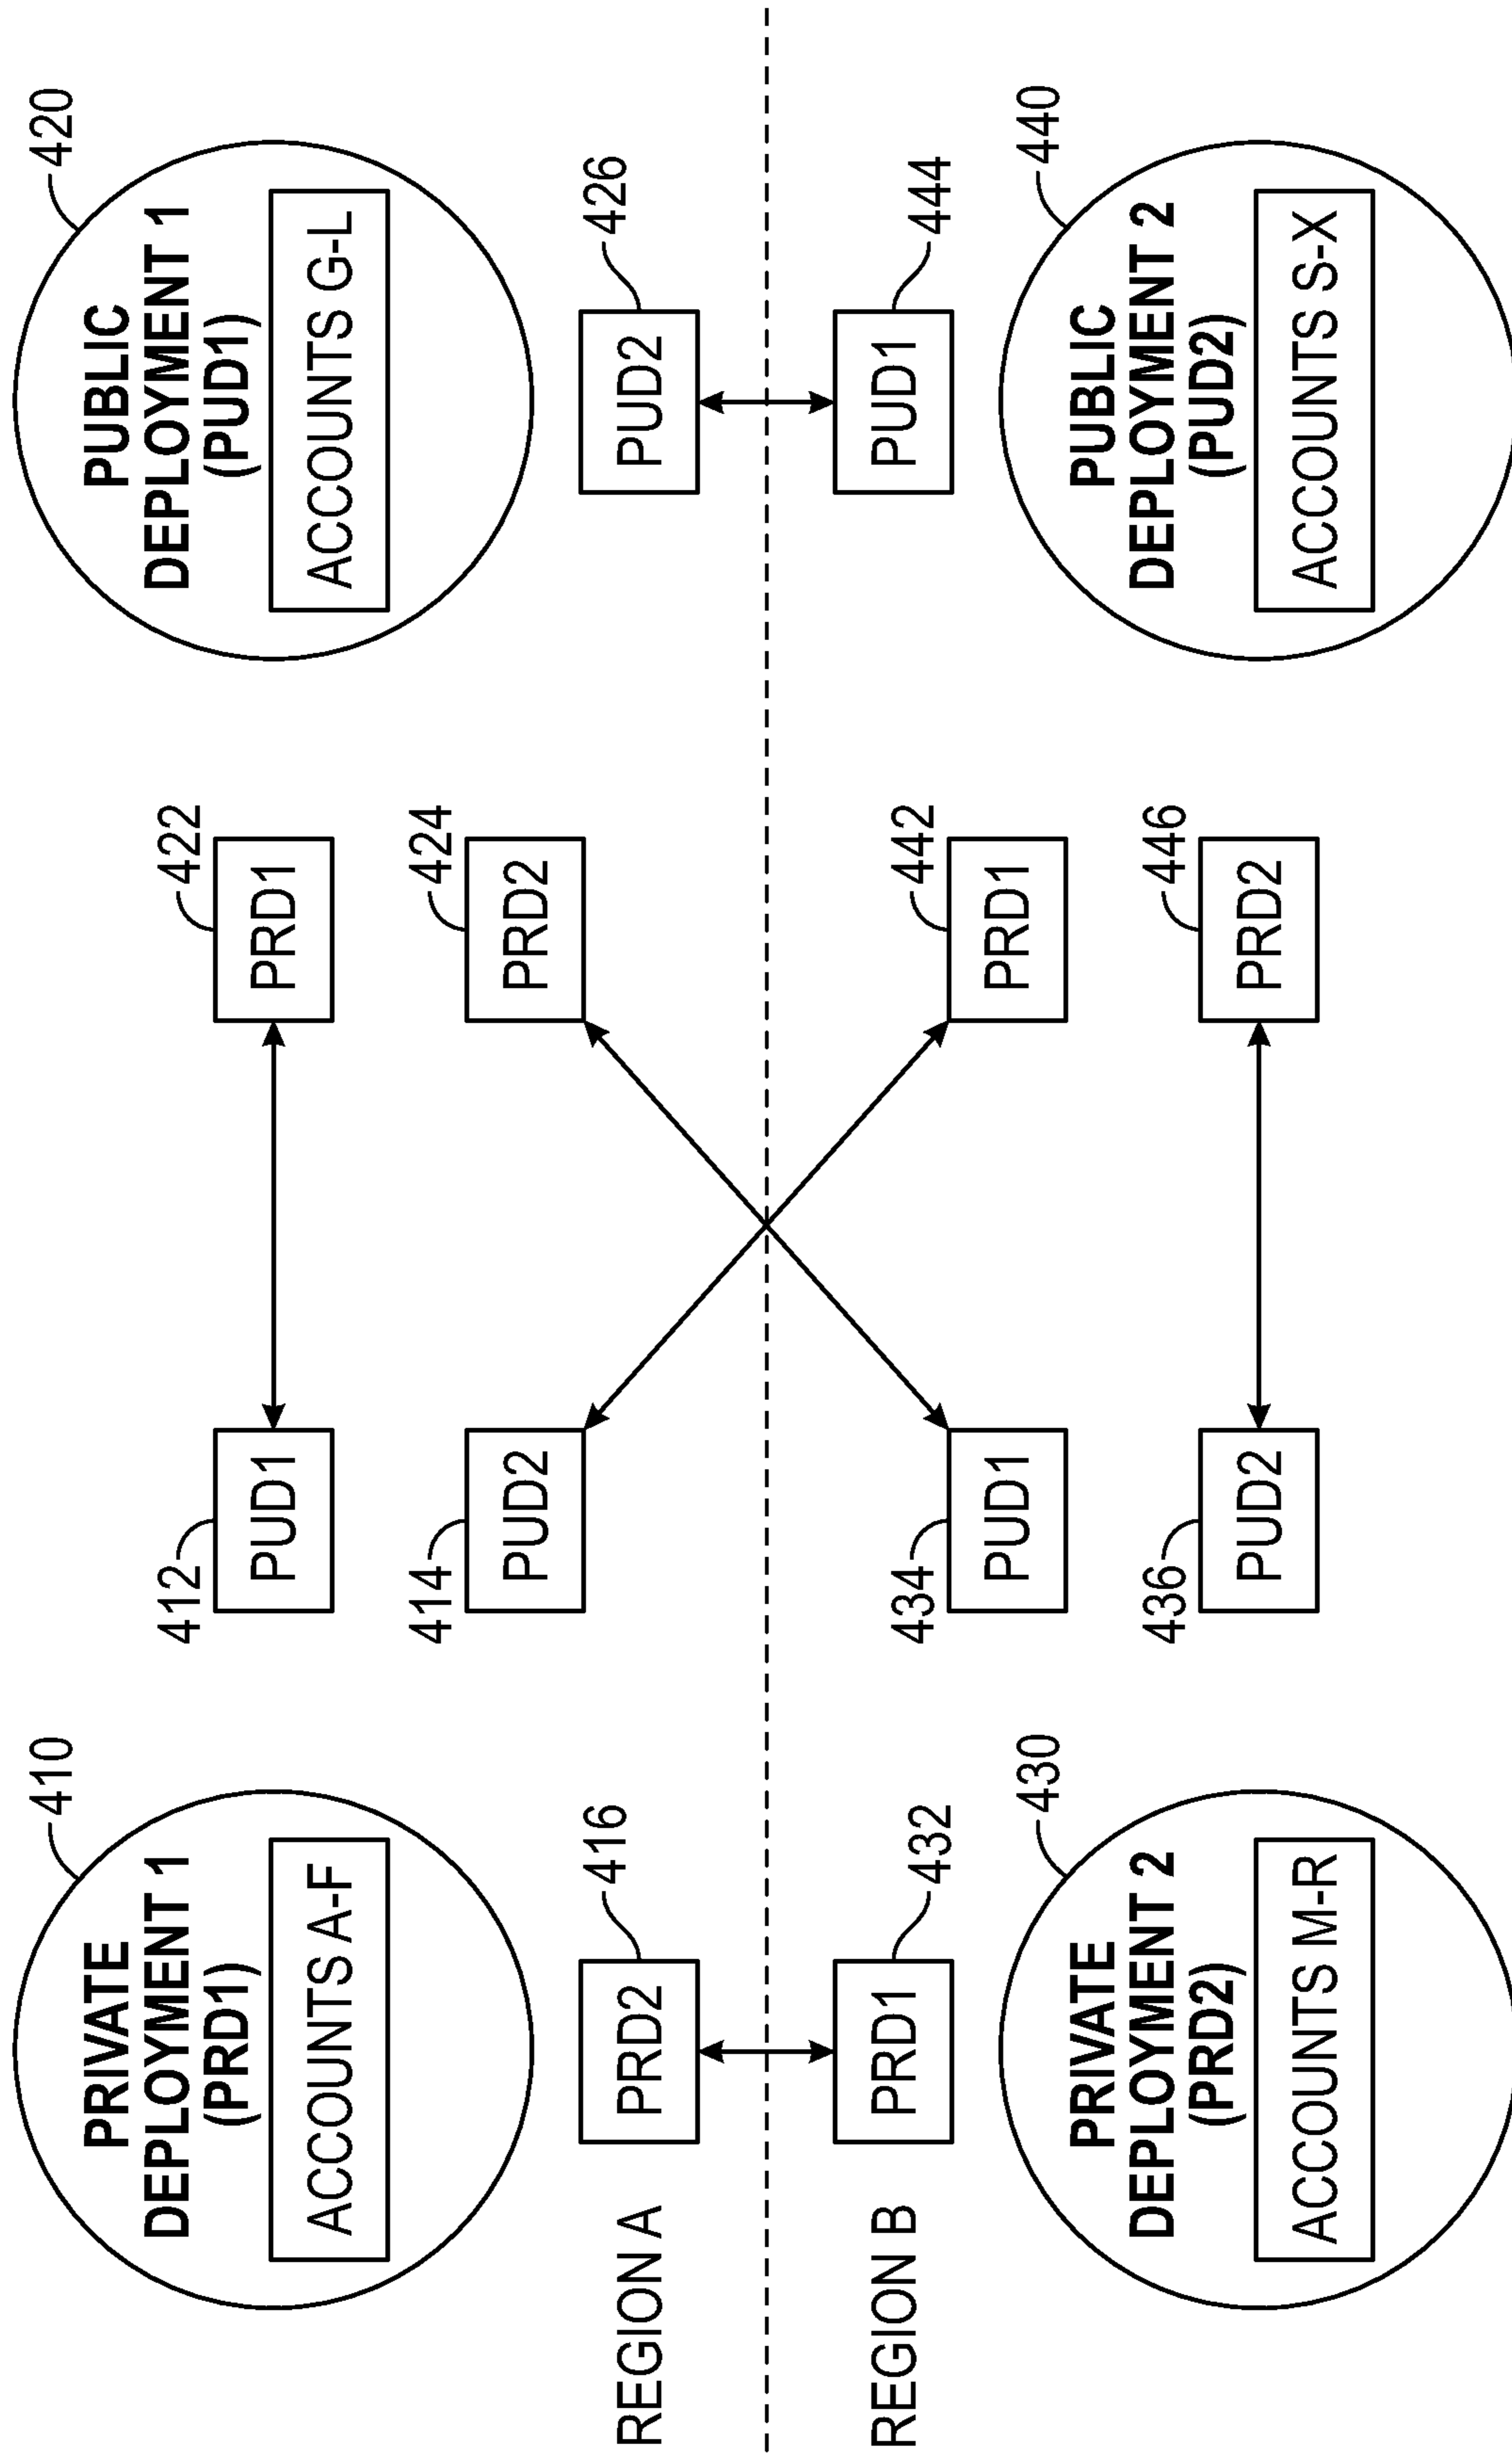 410
PRIVATE
DEPLOYMENT 1
(PRD1)
ACCOUNTS A-F
412
PUD1
422
PRD1
420
PUBLIC
DEPLOYMENT 1
(PUD1)
ACCOUNTS G-L
414
PUD2
424
PRD2
REGION A
416
PRD2
426
PUD2
REGION B
432
PRD1
444
PUD1
434
PUD1
442
PRD1
430
PRIVATE
DEPLOYMENT 2
(PRD2)
ACCOUNTS M-R
436
PUD2
446
PRD2
440
PUBLIC
DEPLOYMENT 2
(PUD2)
ACCOUNTS S-X